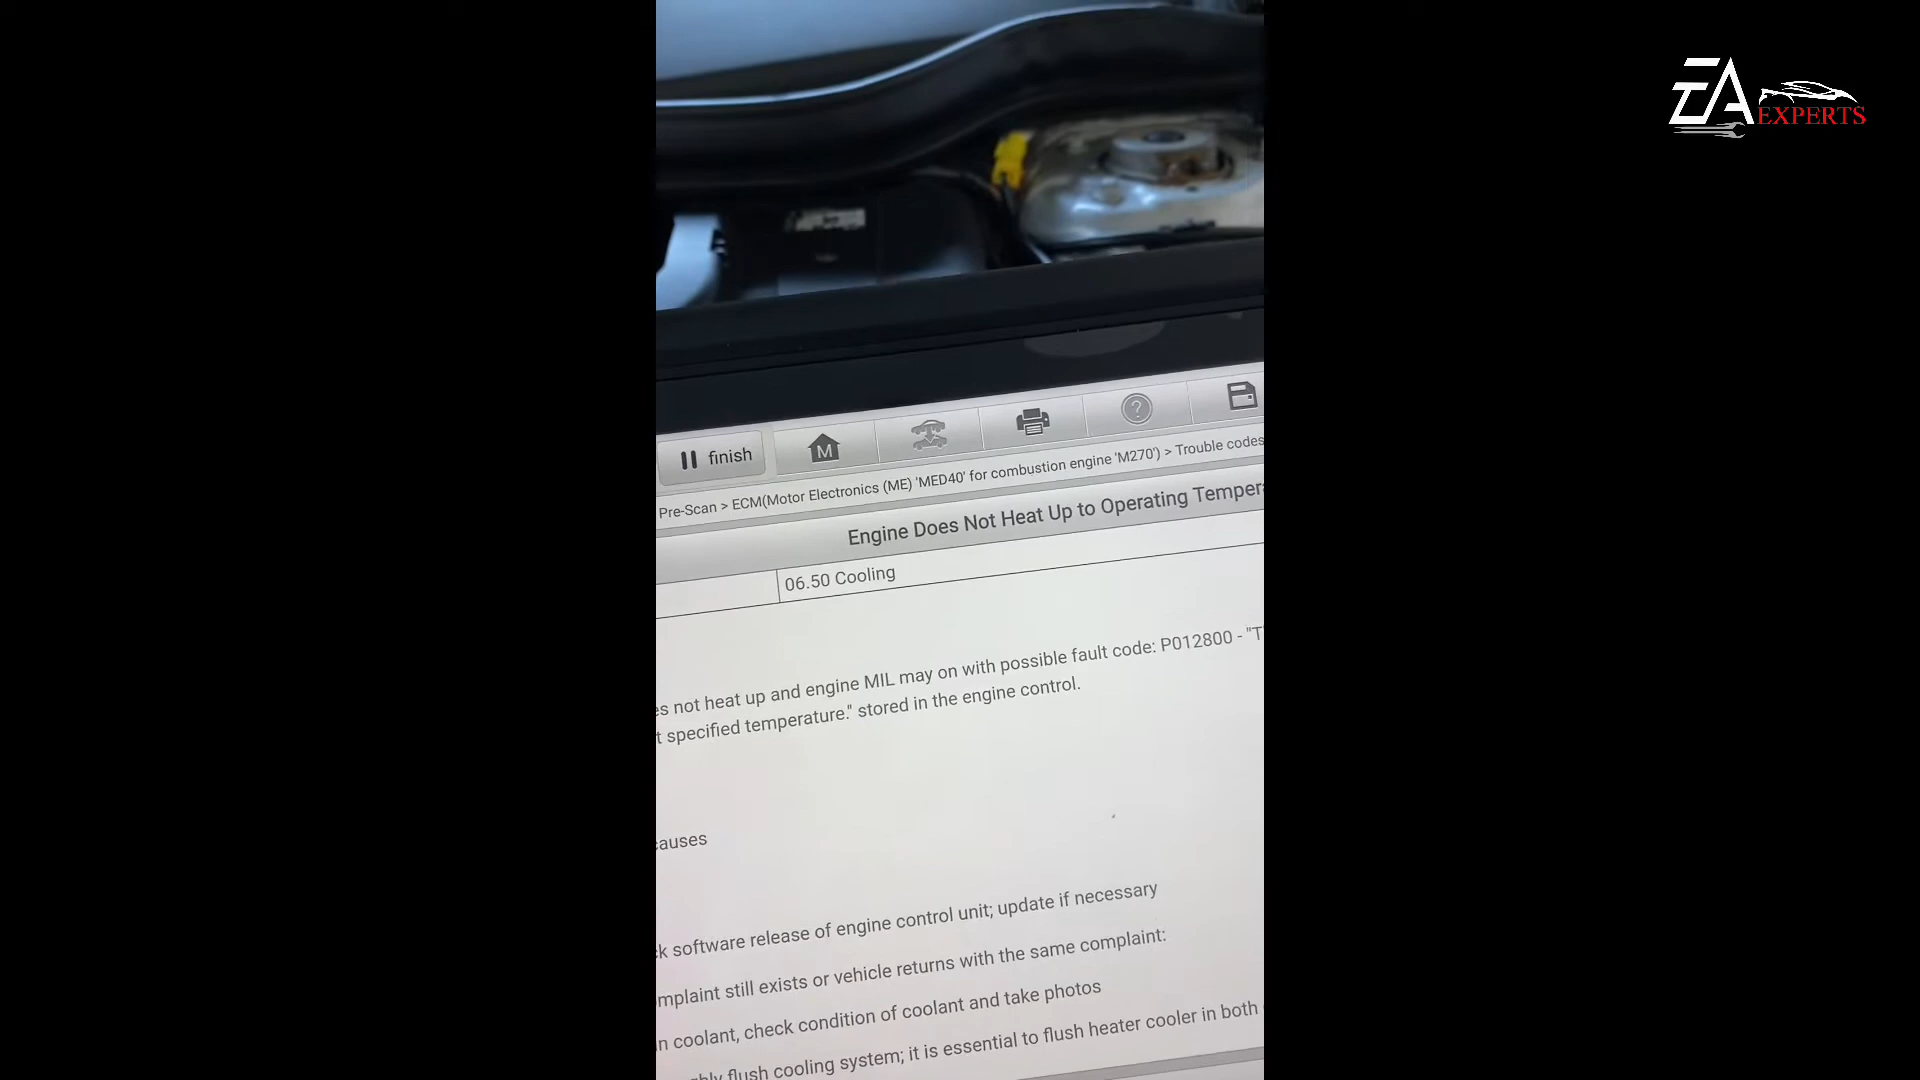 EA
EXPERTS
finish
M
?
Pre-Scan > ECM(Motor Electronics (ME) 'MED40' for combustion engine 'M270') > Trouble codes
Engine Does Not Heat Up to Operating
06.50 Cooling
not heat up and engine MIL may on with possible fault code: P012800 - "
specified temperature." stored in the engine control.
software release of engine control unit; update if necessary
still exists or vehicle returns with the same complaint:
coolant, check condition of coolant and take photos
flush cooling system; it is essential to flush heater cooler in both